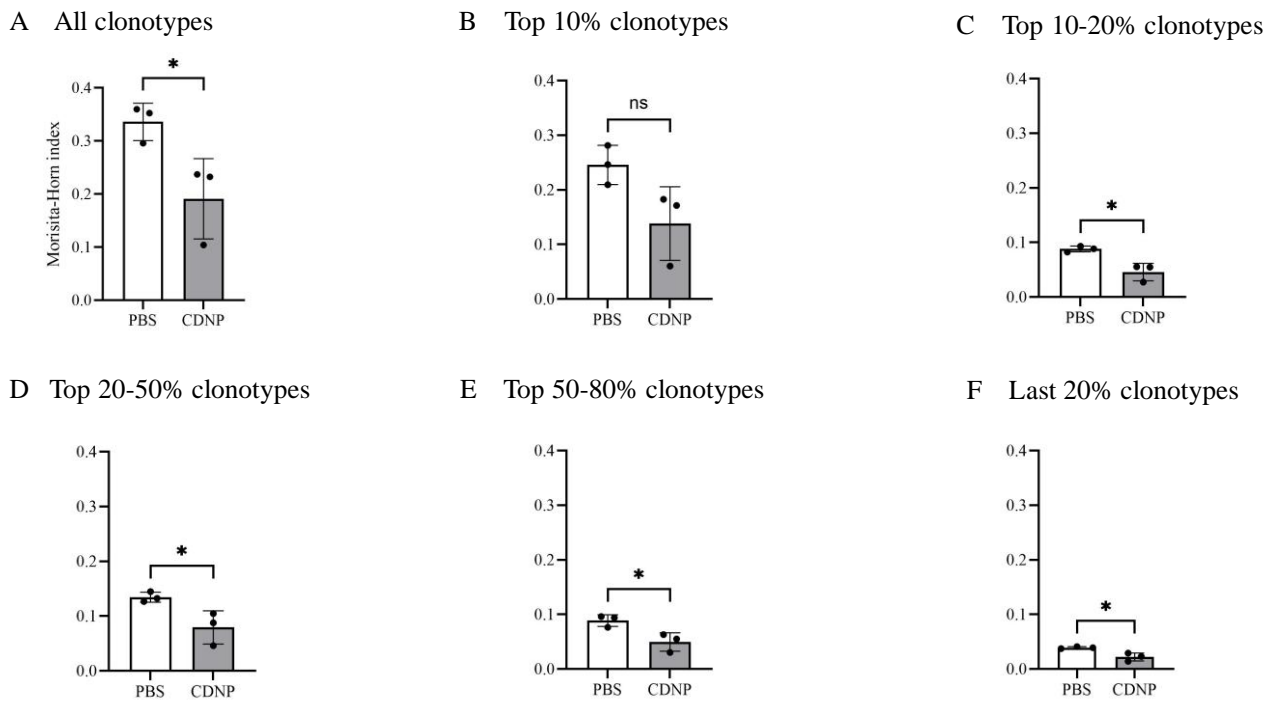 A All clonotypes
*
Morisita-Horn index
0.4
0.3
0.2
0.1
0.0
PBS CDNP
B Top 10% clonotypes
ns
0.4
0.3
0.2
0.1
0.0
PBS CDNP
C Top 10-20% clonotypes
*
0.4
0.3
0.2
0.1
0.0
PBS CDNP
D Top 20-50% clonotypes
*
0.4
0.3
0.2
0.1
0.0
PBS CDNP
E Top 50-80% clonotypes
*
0.4
0.3
0.2
0.1
0.0
PBS CDNP
F Last 20% clonotypes
*
0.4
0.3
0.2
0.1
0.0
PBS CDNP